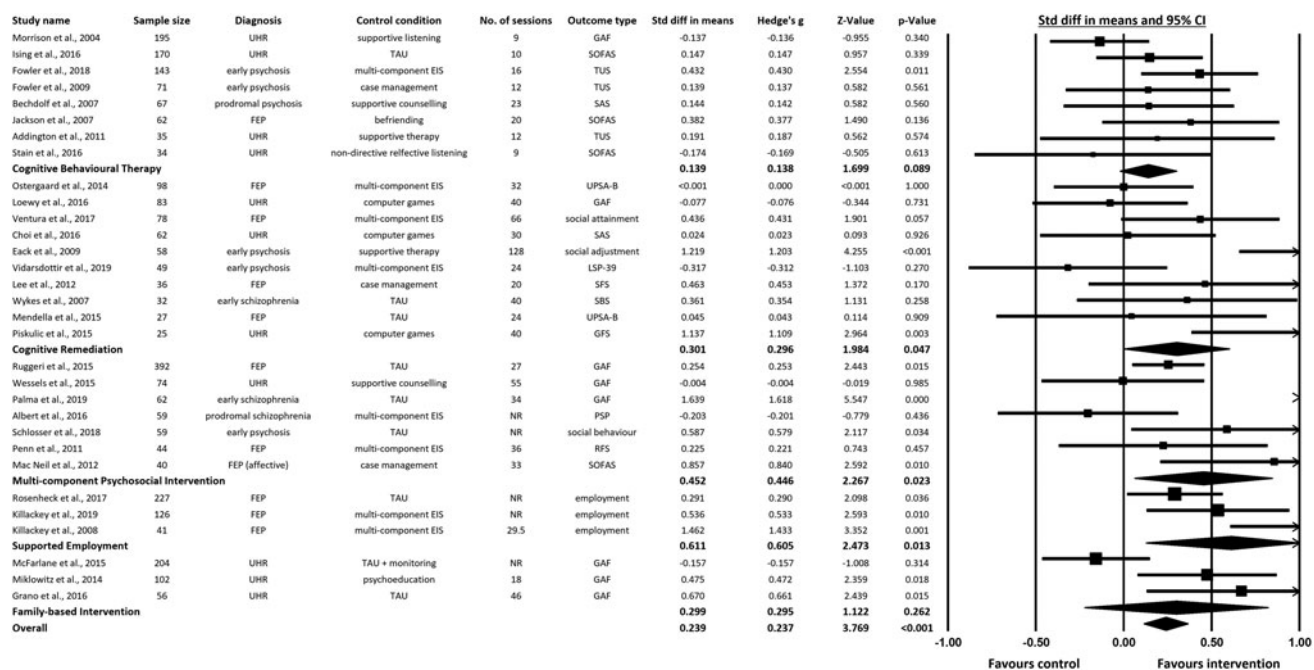 Study name Sample size Diagnosis Control condition No. of sessions Outcome type Std diff in means Hedge's g Z-Value p-Value Std diff in means and 95% CI
Morrison et al., 2004 195 UHR supportive listening 9 GAF -0.137 -0.136 -0.955 0.340
Ising et al., 2016 170 UHR TAU 10 SOFAS 0.147 0.147 0.957 0.339
Fowler et al., 2018 143 early psychosis multi-component EIS 16 TUS 0.432 0.430 2.554 0.011
Fowler et al., 2009 71 early psychosis case management 12 TUS 0.139 0.137 0.582 0.561
Bechdolf et al., 2007 67 prodromal psychosis supportive counselling 23 SAS 0.144 0.142 0.582 0.560
Jackson et al., 2007 62 FEP befriending 20 SOFAS 0.382 0.377 1.490 0.136
Addington et al., 2011 35 UHR supportive therapy 12 TUS 0.191 0.187 0.562 0.574
Stain et al., 2016 34 UHR non-directive relfective listening 9 SOFAS -0.174 -0.169 -0.505 0.613
Cognitive Behavioural Therapy 0.139 0.138 1.699 0.089
Ostergaard et al., 2014 98 FEP multi-component EIS 32 UPSA-B <0.001 0.000 <0.001 1.000
Loewy et al., 2016 83 UHR computer games 40 GAF -0.077 -0.076 -0.344 0.731
Ventura et al., 2017 78 FEP multi-component EIS 66 social attainment 0.436 0.431 1.901 0.057
Choi et al., 2016 62 UHR computer games 30 SAS 0.024 0.023 0.093 0.926
Eack et al., 2009 58 early psychosis supportive therapy 128 social adjustment 1.219 1.203 4.255 <0.001
Vidarsdottir et al., 2019 49 early psychosis multi-component EIS 24 LSP-39 -0.317 -0.312 -1.103 0.270
Lee et al., 2012 36 FEP case management 20 SFS 0.463 0.453 1.372 0.170
Wykes et al., 2007 32 early schizophrenia TAU 40 SBS 0.361 0.354 1.131 0.258
Mendella et al., 2015 27 FEP TAU 24 UPSA-B 0.045 0.043 0.114 0.909
Piskulic et al., 2015 25 UHR computer games 40 GFS 1.137 1.109 2.964 0.003
Cognitive Remediation 0.301 0.296 1.984 0.047
Ruggeri et al., 2015 392 FEP TAU 27 GAF 0.254 0.253 2.443 0.015
Wessels et al., 2015 74 UHR supportive counselling 55 GAF -0.004 -0.004 -0.019 0.985
Palma et al., 2019 62 early schizophrenia TAU 34 GAF 1.639 1.618 5.547 0.000
Albert et al., 2016 59 prodromal schizophrenia multi-component EIS NR PSP -0.203 -0.201 -0.779 0.436
Schlosser et al., 2018 59 early psychosis TAU NR social behaviour 0.587 0.579 2.117 0.034
Penn et al., 2011 44 FEP multi-component EIS 36 RFS 0.225 0.221 0.743 0.457
Mac Neil et al., 2012 40 FEP (affective) case management 33 SOFAS 0.857 0.840 2.592 0.010
Multi-component Psychosocial Intervention 0.452 0.446 2.267 0.023
Rosenheck et al., 2017 227 FEP TAU NR employment 0.291 0.290 2.098 0.036
Killackey et al., 2019 126 FEP multi-component EIS NR employment 0.536 0.533 2.593 0.010
Killackey et al., 2008 41 FEP multi-component EIS 29.5 employment 1.462 1.433 3.352 0.001
Supported Employment 0.611 0.605 2.473 0.013
McFarlane et al., 2015 204 UHR TAU + monitoring NR GAF -0.157 -0.157 -1.008 0.314
Miklowitz et al., 2014 102 UHR psychoeducation 18 GAF 0.475 0.472 2.359 0.018
Grano et al., 2016 56 UHR TAU 46 GAF 0.670 0.661 2.439 0.015
Family-based Intervention 0.299 0.295 1.122 0.262
Overall 0.239 0.237 3.769 <0.001
-1.00 -0.50 0.00 0.50 1.00
Favours control Favours intervention